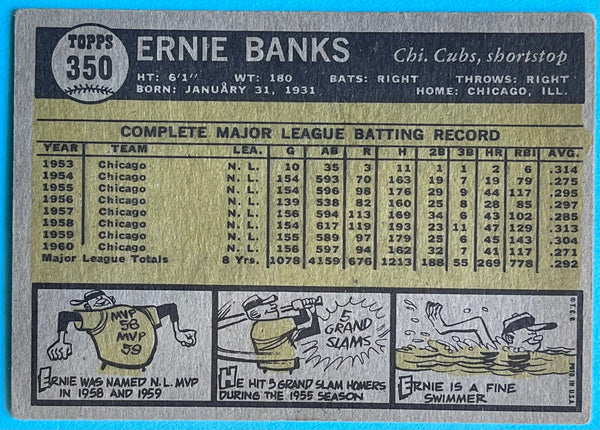 TOPPS
350
ERNIE BANKS
Chi. Cubs, shortstop
HT: 6'1" WT: 180 BATS: RIGHT THROWS: RIGHT
BORN: JANUARY 31, 1931 HOME: CHICAGO, ILL.
COMPLETE MAJOR LEAGUE BATTING RECORD
YEAR TEAM LEA. G AB R H 2B 3B HR RBI AVG.
1953 Chicago N. L. 10 35 3 11 1 1 2 6 .314
1954 Chicago N. L. 154 593 70 163 19 7 19 79 .275
1955 Chicago N. L. 154 596 98 176 29 9 44 117 .295
1956 Chicago N. L. 139 538 82 160 25 8 28 85 .297
1957 Chicago N. L. 156 594 113 169 34 6 43 102 .285
1958 Chicago N. L. 154 617 119 193 23 11 47 129 .313
1959 Chicago N. L. 155 589 97 179 25 6 45 143 .304
1960 Chicago N. L. 156 597 94 162 32 7 41 117 .271
Major League Totals 8 Yrs. 1078 4159 676 1213 188 55 269 778 .292
MVP
58
MVP
59
ERNIE WAS NAMED N.L. MVP
IN 1958 AND 1959
5
GRAND
SLAMS
HE HIT 5 GRAND SLAM HOMERS
DURING THE 1955 SEASON
ERNIE IS A FINE
SWIMMER
© T.C.G. PTD. IN U.S.A.